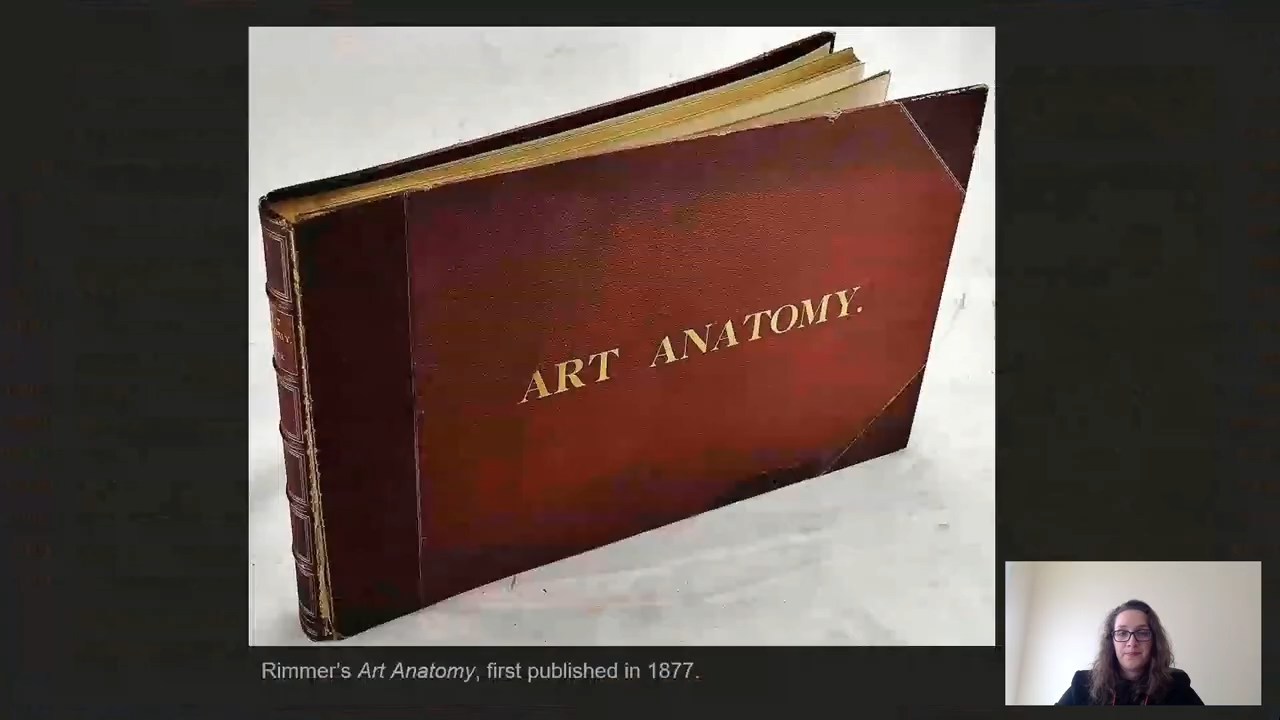 ART ANATOMY.
Rimmer's Art Anatomy, first published in 1877.